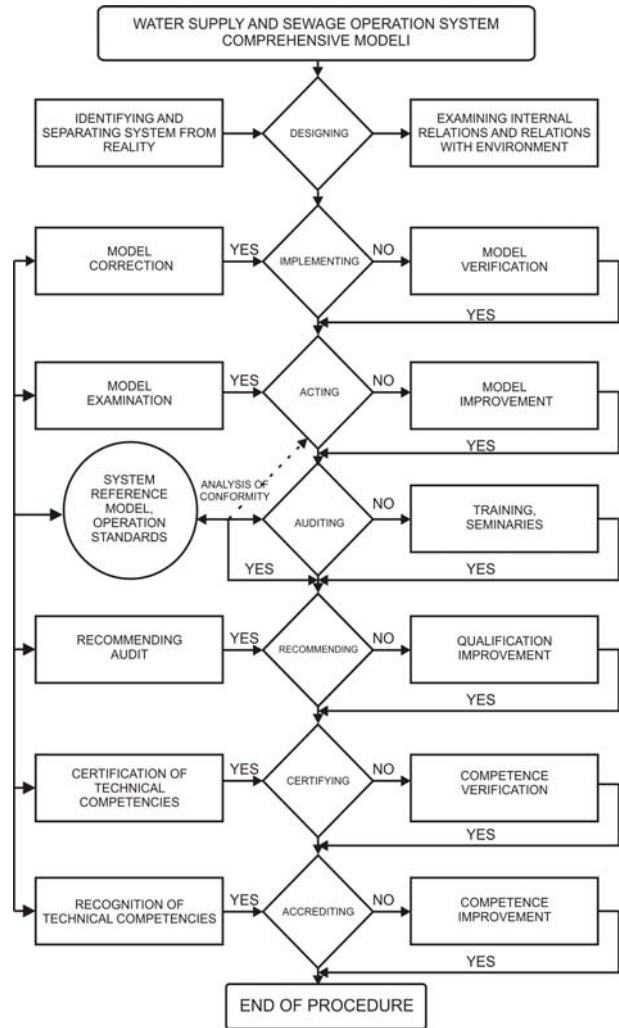 WATER SUPPLY AND SEWAGE OPERATION SYSTEM
COMPREHENSIVE MODELI
IDENTIFYING AND
SEPARATING SYSTEM FROM
REALITY
DESIGNING
EXAMINING INTERNAL
RELATIONS AND RELATIONS
WITH ENVIRONMENT
MODEL
CORRECTION
YES
IMPLEMENTING
NO
MODEL
VERIFICATION
YES
MODEL
EXAMINATION
YES
ACTING
NO
MODEL
IMPROVEMENT
YES
SYSTEM
REFERENCE
MODEL,
OPERATION
STANDARDS
ANALYSIS OF
CONFORMITY
AUDITING
NO
TRAINING,
SEMINARIES
YES
YES
RECOMMENDING
AUDIT
YES
RECOMMENDING
NO
QUALIFICATION
IMPROVEMENT
YES
CERTIFICATION OF
TECHNICAL
COMPETENCIES
YES
CERTIFYING
NO
COMPETENCE
VERIFICATION
YES
RECOGNITION OF
TECHNICAL COMPETENCIES
YES
ACCREDITING
NO
COMPETENCE
IMPROVEMENT
YES
END OF PROCEDURE